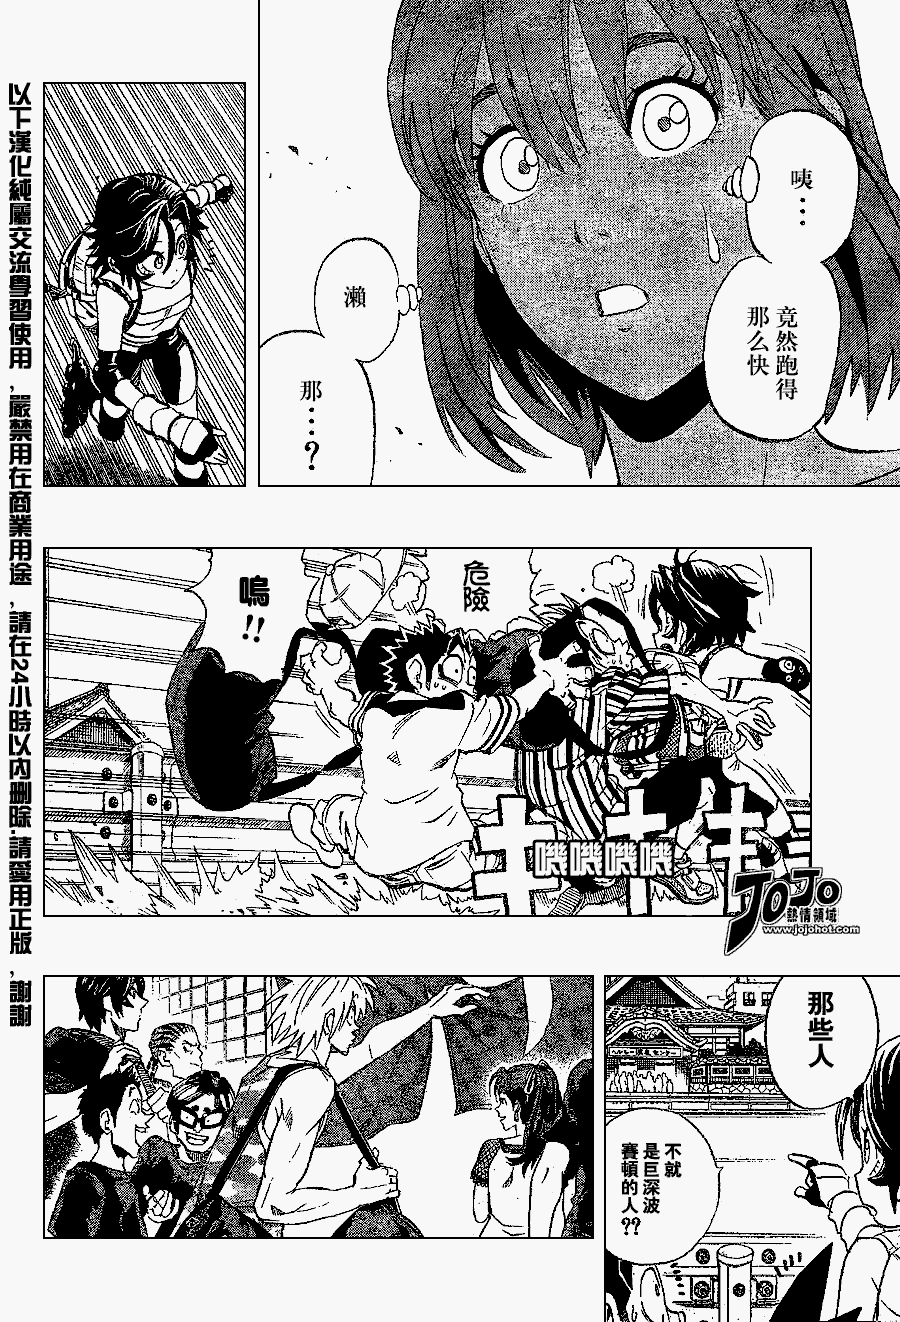 咦…
竟然跑得
那么快
瀨
那…?
危險
嗚!!
嘰嘰嘰嘰
JOJO
熱情領域
www.jojohot.com
那些人
不就
是巨深波
賽頓的人??
以下漢化純屬交流學習使用，嚴禁用在商業用途，請在24小時以內刪除.請愛用正版，謝謝